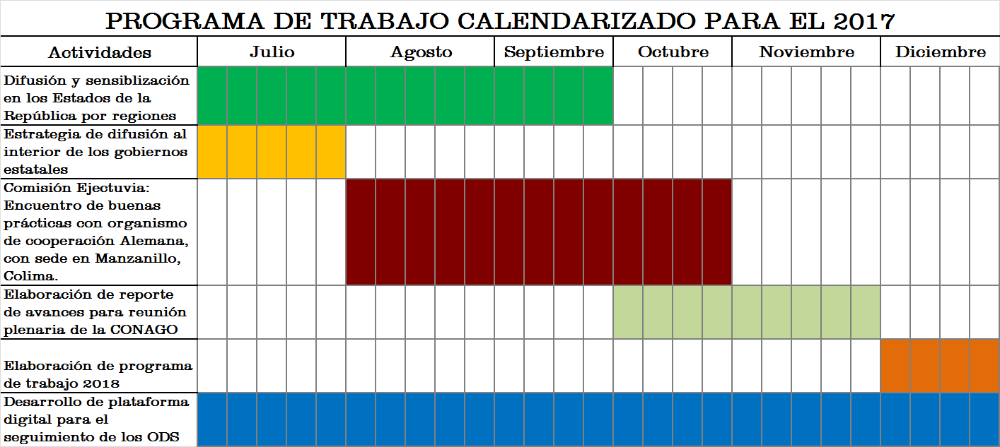 PROGRAMA DE TRABAJO CALENDARIZADO PARA EL 2017
Actividades Julio Agosto Septiembre Octubre Noviembre Diciembre
Difusión y sensiblización
en los Estados de la
República por regiones
Estrategia de difusión al
interior de los gobiernos
estatales
Comisión Ejectuvia:
Encuentro de buenas
prácticas con organismo
de cooperación Alemana,
con sede en Manzanillo,
Colima.
Elaboración de reporte
de avances para reunión
plenaria de la CONAGO
Elaboración de programa
de trabajo 2018
Desarrollo de plataforma
digital para el
seguimiento de los ODS